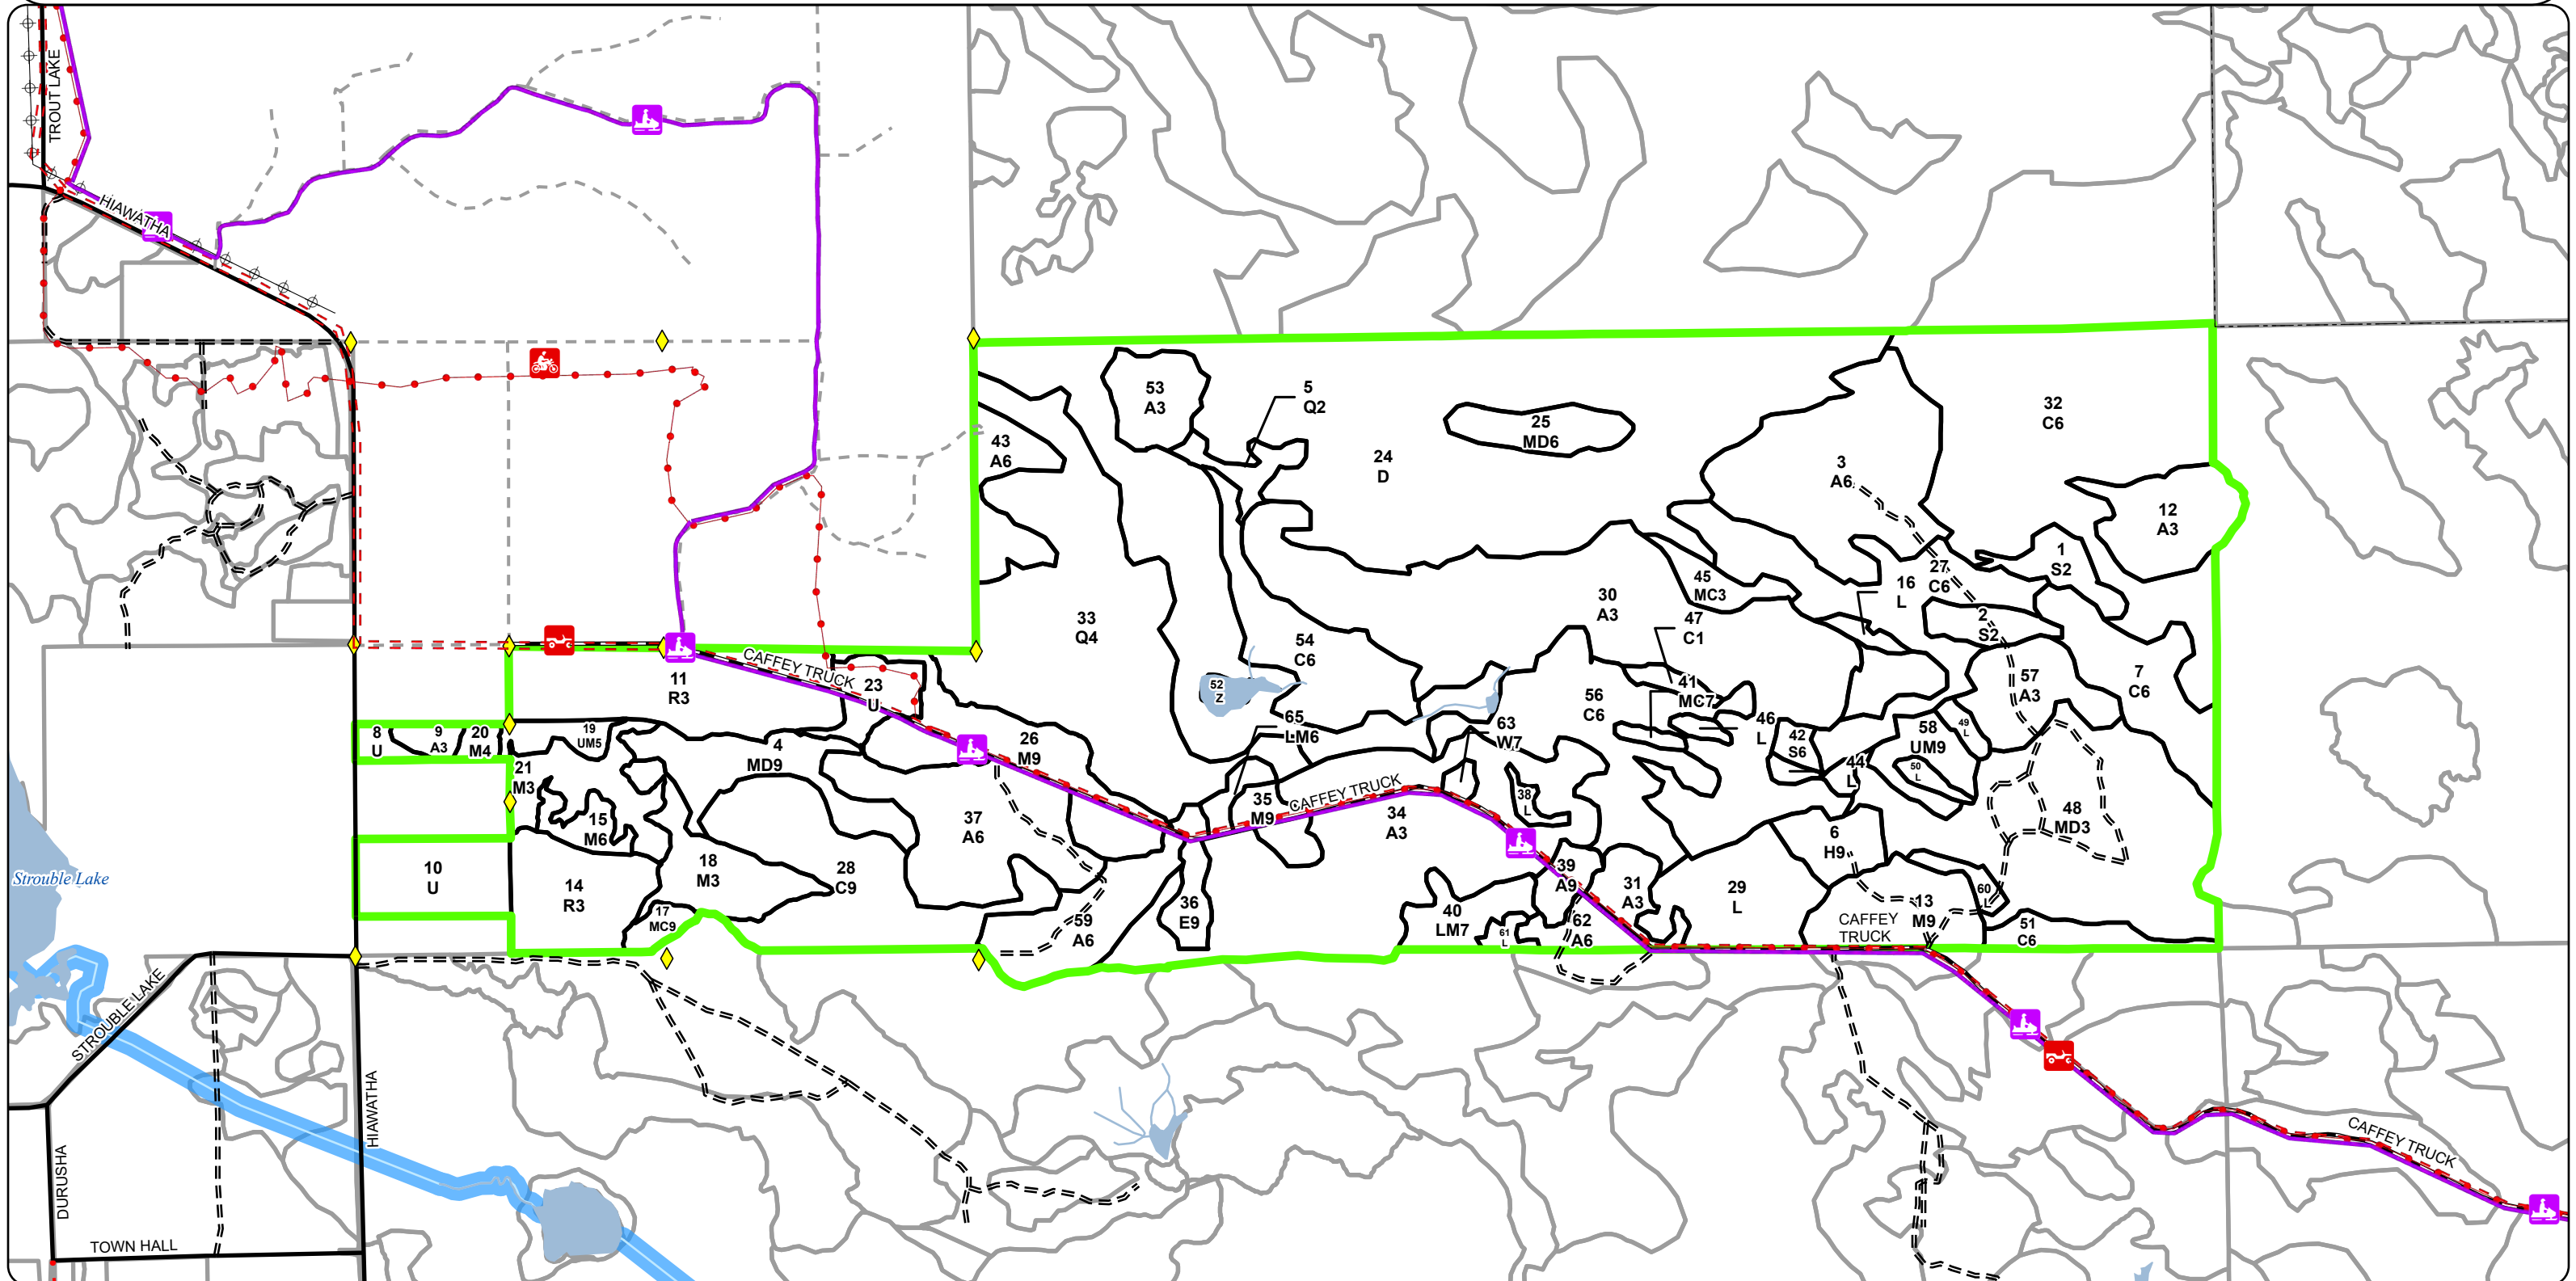 TROUT LAKE
HIAWATHA
53
A3
5
Q2
25
MD6
32
C6
43
A6
24
D
3
A6
12
A3
1
S2
27
C6
16
L
45
MC3
30
A3
47
C1
2
S2
33
Q4
54
C6
57
A3
7
C6
CAFFEY TRUCK
11
R3
23
U
52
Z
41
MC7
56
C6
65
LM6
63
W7
46
L
42
S6
58
UM9
49
L
8
U
9
A3
20
M4
19
UM5
4
MD9
26
M9
21
M3
44
L
50
L
CAFFEY TRUCK
35
M9
38
L
34
A3
48
MD3
15
M6
37
A6
6
H9
Strouble Lake
10
U
14
R3
18
M3
28
C9
39
A9
31
A3
29
L
60
L
17
MC9
36
E9
40
LM7
61
L
62
A6
13
M9
CAFFEY
TRUCK
59
A6
51
C6
STROUBLE LAKE
HIAWATHA
DURUSHA
CAFFEY TRUCK
TOWN HALL